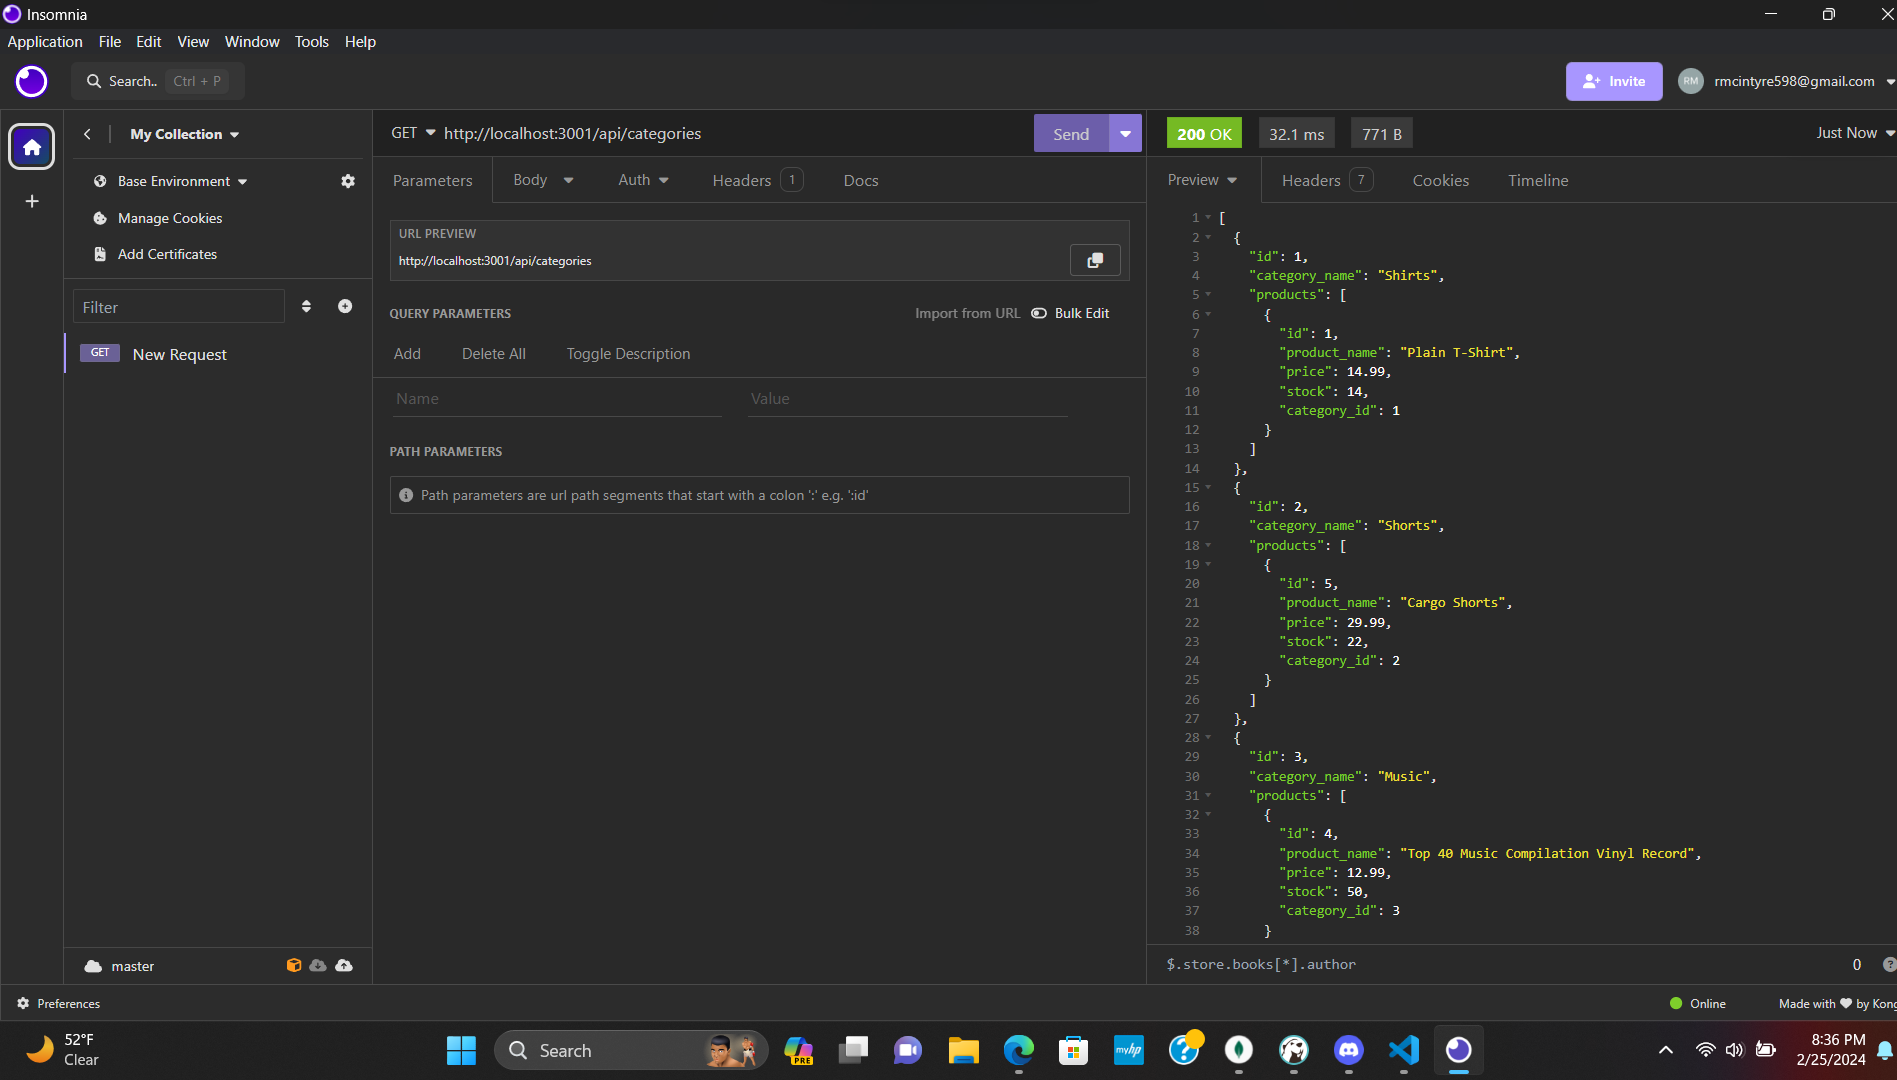 Insomnia
Application File Edit View Window Tools Help
Search.. Ctrl + P
Invite
RM
rmcintyre598@gmail.com
My Collection
Base Environment
Manage Cookies
Add Certificates
Filter
GET New Request
master
GET http://localhost:3001/api/categories
Send
Parameters Body Auth Headers 1 Docs
URL PREVIEW
http://localhost:3001/api/categories
QUERY PARAMETERS
Import from URL Bulk Edit
Add Delete All Toggle Description
Name Value
PATH PARAMETERS
Path parameters are url path segments that start with a colon ':' e.g. ':id'
200 OK 32.1 ms 771 B Just Now
Preview Headers 7 Cookies Timeline
1 [
2 {
3 "id": 1,
4 "category_name": "Shirts",
5 "products": [
6 {
7 "id": 1,
8 "product_name": "Plain T-Shirt",
9 "price": 14.99,
10 "stock": 14,
11 "category_id": 1
12 }
13 ]
14 },
15 {
16 "id": 2,
17 "category_name": "Shorts",
18 "products": [
19 {
20 "id": 5,
21 "product_name": "Cargo Shorts",
22 "price": 29.99,
23 "stock": 22,
24 "category_id": 2
25 }
26 ]
27 },
28 {
29 "id": 3,
30 "category_name": "Music",
31 "products": [
32 {
33 "id": 4,
34 "product_name": "Top 40 Music Compilation Vinyl Record",
35 "price": 12.99,
36 "stock": 50,
37 "category_id": 3
38 }
$.store.books[*].author 0
Preferences
Online Made with by Kong
52°F
Clear
Search
PRE
myhp
8:36 PM
2/25/2024